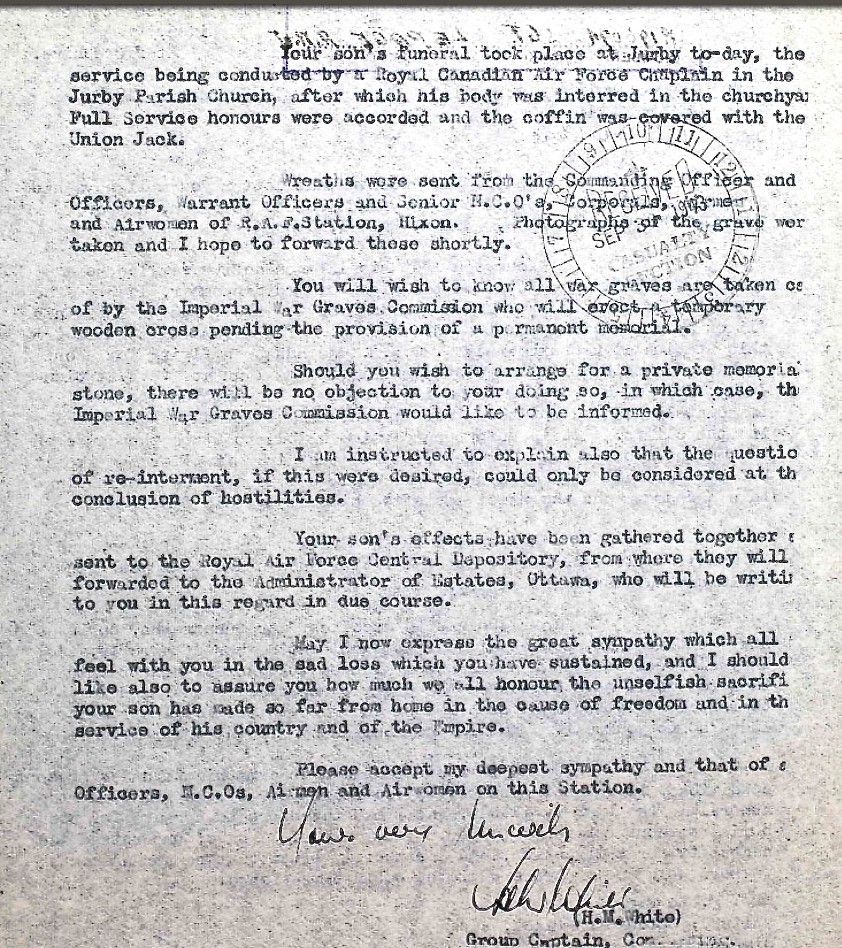 Your son's funeral took place at Jurby to-day, the
service being conducted by a Royal Canadian Air Force Chaplain in the
Jurby Parish Church, after which his body was interred in the churchya
Full Service honours were accorded and the coffin was covered with the
Union Jack.
Wreaths were sent from the Commanding Officer and
Officers, Warrant Officers and Senior N.C.O's, Corporals, Airme
and Airwomen of R.A.F.Station, Hixon. Photographs of the grave wer
taken and I hope to forward these shortly.
9 10 11 12
SEP 1943
CASUALTY
SECTION
You will wish to know all war graves are taken ca
of by the Imperial War Graves Commission who will erect a temporary
wooden cross pending the provision of a permanent memorial.
Should you wish to arrange for a private memoria
stone, there will be no objection to your doing so, in which case, th
Imperial War Graves Commission would like to be informed.
I am instructed to explain also that the questio
of re-interment, if this were desired, could only be considered at th
conclusion of hostilities.
Your son's effects have been gathered together
sent to the Royal Air Force Central Depository, from where they will
forwarded to the Administrator of Estates, Ottawa, who will be writi
to you in this regard in due course.
May I now express the great sympathy which all
feel with you in the sad loss which you have sustained, and I should
like also to assure you how much we all honour the unselfish sacrifi
your son has made so far from home in the cause of freedom and in th
service of his country and of the Empire.
Please accept my deepest sympathy and that of
Officers, N.C.Os, Airmen and Airwomen on this Station.
Yours very sincerely
(H.M.White)
Group Captain,